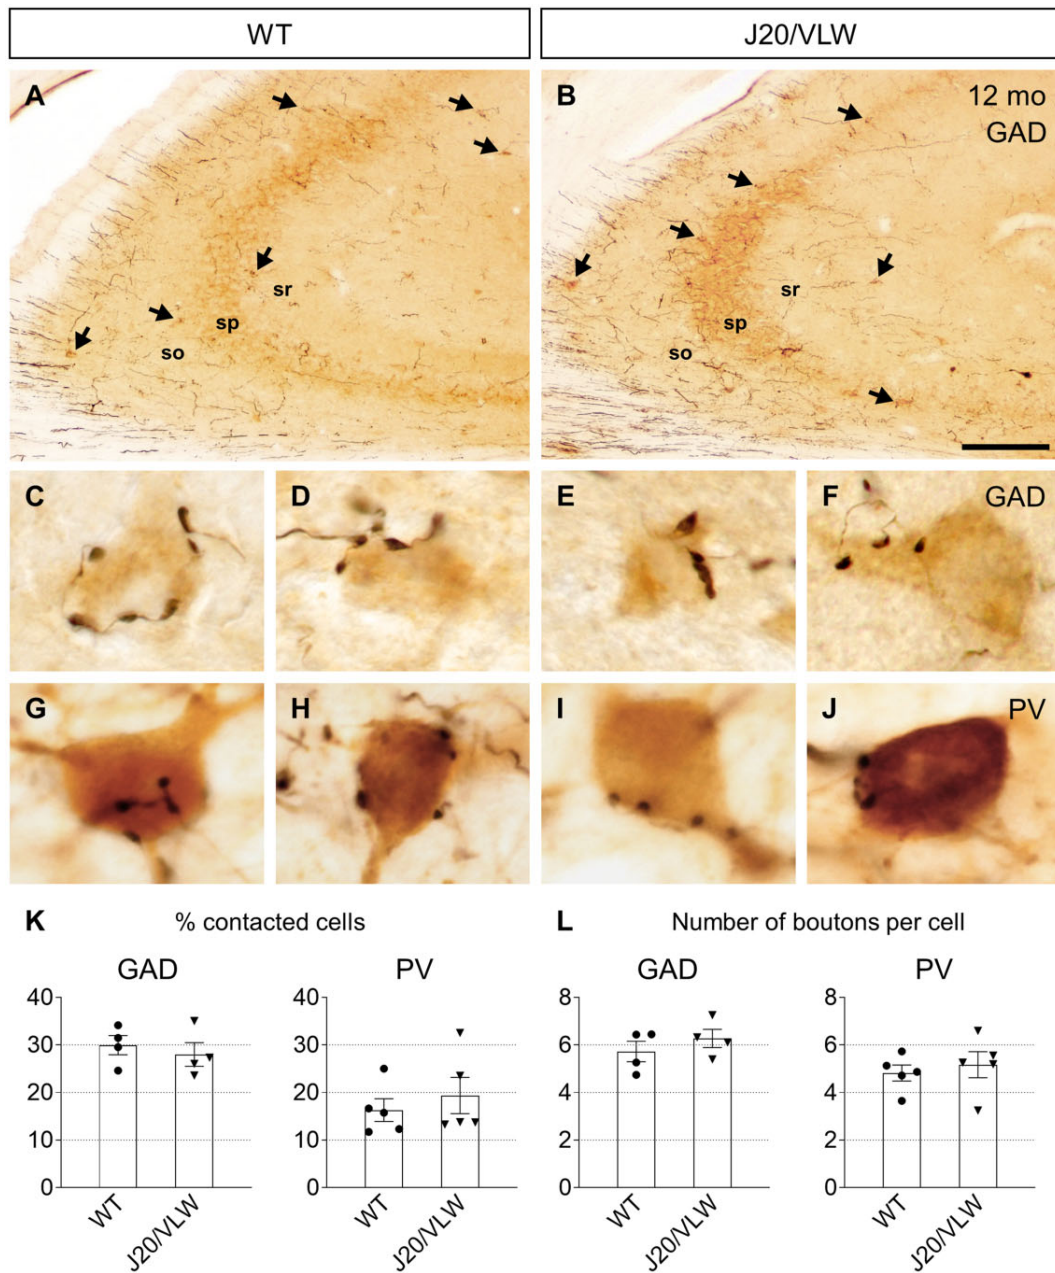 WT
J20/VLW
A
B
12 mo
GAD
sr
sp
so
sr
sp
so
C
D
E
F
GAD
G
H
I
J
PV
K
% contacted cells
L
Number of boutons per cell
GAD
PV
GAD
PV
40
30
20
10
0
WT
J20/VLW
40
30
20
10
0
WT
J20/VLW
8
6
4
2
0
WT
J20/VLW
8
6
4
2
0
WT
J20/VLW